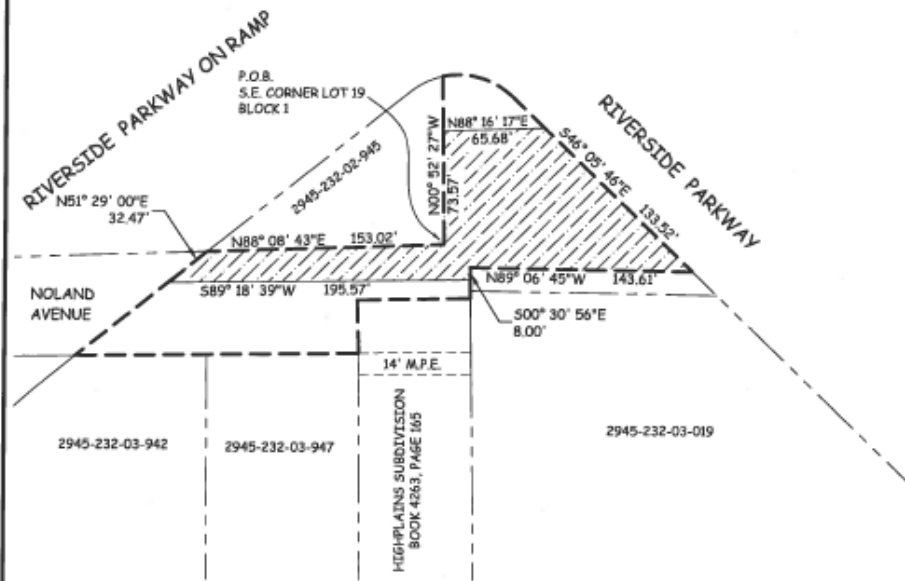 RIVERSIDE PARKWAY ON RAMP
P.O.B.
S.E. CORNER LOT 19
BLOCK 1
RIVERSIDE PARKWAY
N88° 16' 17"E
65.68'
S46° 05' 46"E
133.52'
N00° 52' 27"W
73.57'
2945-232-02-945
N51° 29' 00"E
32.47'
N88° 08' 43"E 153.02'
NOLAND
AVENUE
S89° 18' 39"W 195.57'
N89° 06' 45"W 143.61'
S00° 30' 56"E
8.00'
14' M.P.E.
2945-232-03-942
2945-232-03-947
HIGHPLAINS SUBDIVISION
BOOK 4263, PAGE 165
2945-232-03-019